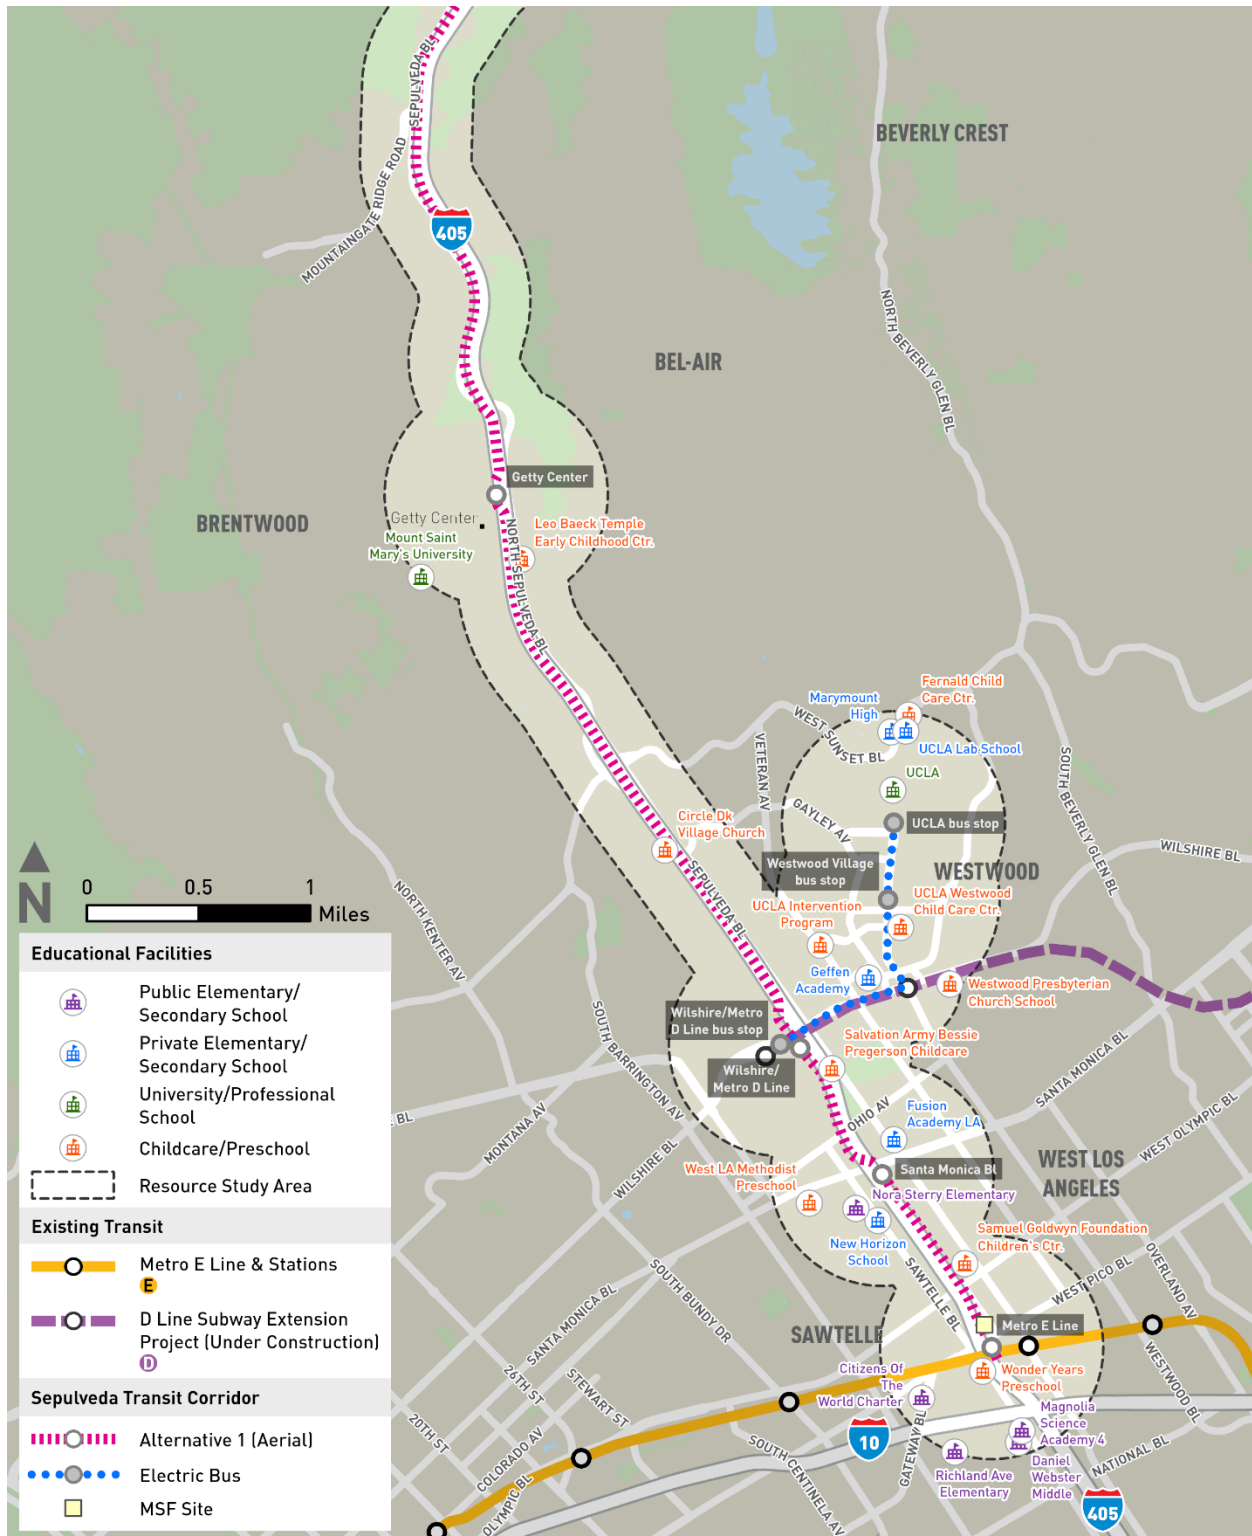 SEPULVEDA BL
BEVERLY CREST
MOUNTAINGATE RIDGE ROAD
405
BEL-AIR
NORTH BEVERLY GLEN BL
Getty Center
BRENTWOOD
Getty Center
Mount Saint
Mary's University
Leo Baeck Temple
Early Childhood Ctr.
NORTH SEPULVEDA BL
Fernald Child
Care Ctr.
Marymount
High
WEST SUNSET BL
UCLA Lab School
VETERAN AV
UCLA
SOUTH BEVERLY GLEN BL
GAYLEY AV
UCLA bus stop
Circle Dk
Village Church
WILSHIRE BL
Westwood Village
bus stop
WESTWOOD
SEPULVEDA BL
UCLA Westwood
Child Care Ctr.
UCLA Intervention
Program
NORTH KENTER AV
Geffen
Academy
Westwood Presbyterian
Church School
Wilshire/Metro
D Line bus stop
Salvation Army Bessie
Pregerson Childcare
Wilshire/
Metro D Line
SOUTH BARRINGTON AV
SANTA MONICA BL
BL
MONTANA AV
OHIO AV
Fusion
Academy LA
WEST OLYMPIC BL
WILSHIRE BL
West LA Methodist
Preschool
Santa Monica Bl
WEST LOS
ANGELES
Nora Sterry Elementary
New Horizon
School
Samuel Goldwyn Foundation
Children's Ctr.
SAWTELLE BL
WEST PICO BL
OVERLAND AV
SOUTH BUNDY DR
SANTA MONICA BL
SAWTELLE
Metro E Line
WESTWOOD BL
Citizens Of
The
World Charter
Wonder Years
Preschool
26TH ST
STEWART ST
20TH ST
COLORADO AV
OLYMPIC BL
10
GATEWAY BL
SOUTH CENTINELA AV
Magnolia
Science
Academy 4
Daniel
Webster
Middle
NATIONAL BL
Richland Ave
Elementary
405
N
0 0.5 1
Miles
Educational Facilities
Public Elementary/
Secondary School
Private Elementary/
Secondary School
University/Professional
School
Childcare/Preschool
Resource Study Area
Existing Transit
Metro E Line & Stations
E
D Line Subway Extension
Project (Under Construction)
D
Sepulveda Transit Corridor
Alternative 1 (Aerial)
Electric Bus
MSF Site